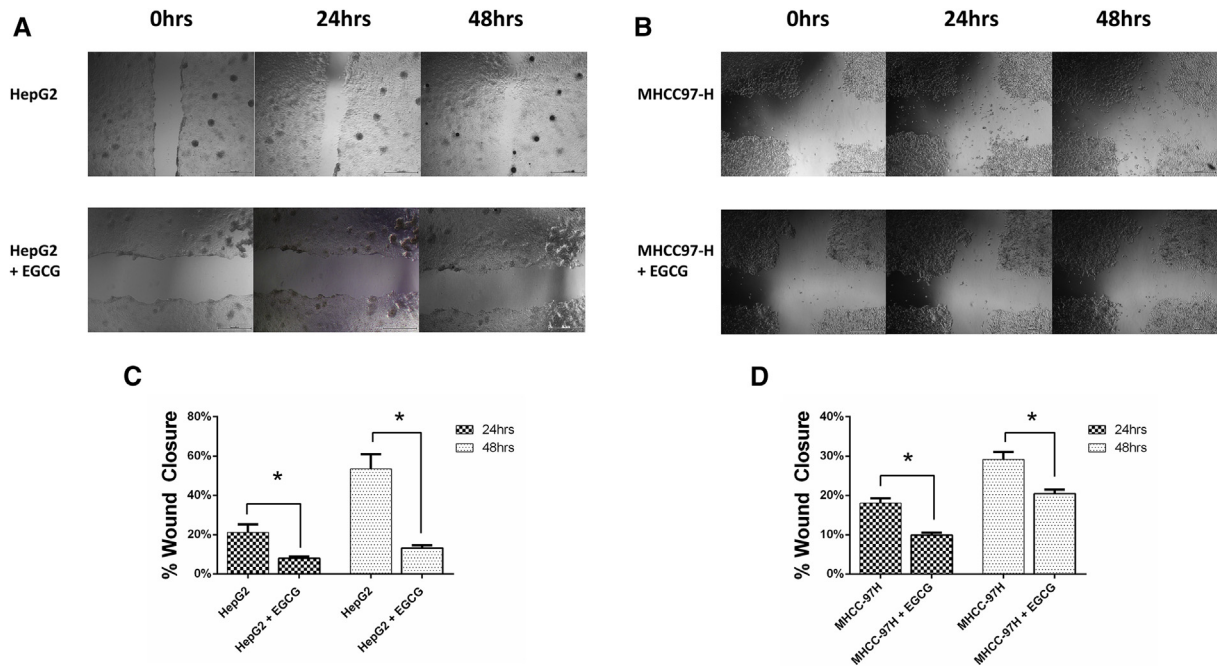 A
0hrs 24hrs 48hrs
HepG2
HepG2
+ EGCG
B
0hrs 24hrs 48hrs
MHCC97-H
MHCC97-H
+ EGCG
C
% Wound Closure
80%
60%
40%
20%
0%
*
*
24hrs
48hrs
HepG2
HepG2 + EGCG
HepG2
HepG2 + EGCG
D
% Wound Closure
40%
30%
20%
10%
0%
*
*
24hrs
48hrs
MHCC-97H
MHCC-97H + EGCG
MHCC-97H
MHCC-97H + EGCG